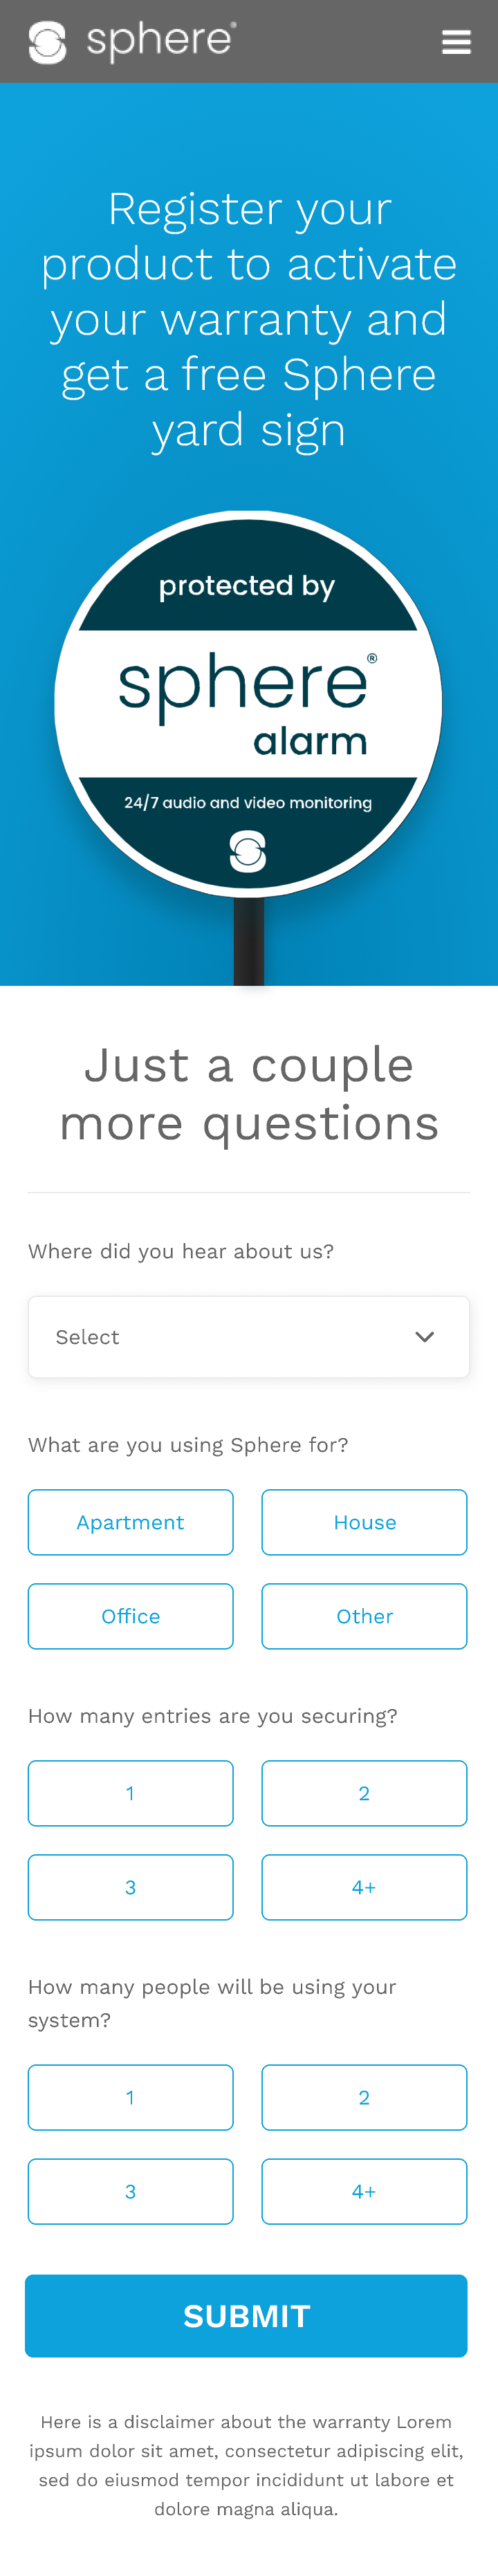 sphere®
Register your
product to activate
your warranty and
get a free Sphere
yard sign
protected by
sphere®
alarm
24/7 audio and video monitoring
Just a couple
more questions
Where did you hear about us?
Select
What are you using Sphere for?
Apartment House
Office Other
How many entries are you securing?
1 2
3 4+
How many people will be using your
system?
1 2
3 4+
SUBMIT
Here is a disclaimer about the warranty Lorem
ipsum dolor sit amet, consectetur adipiscing elit,
sed do eiusmod tempor incididunt ut labore et
dolore magna aliqua.